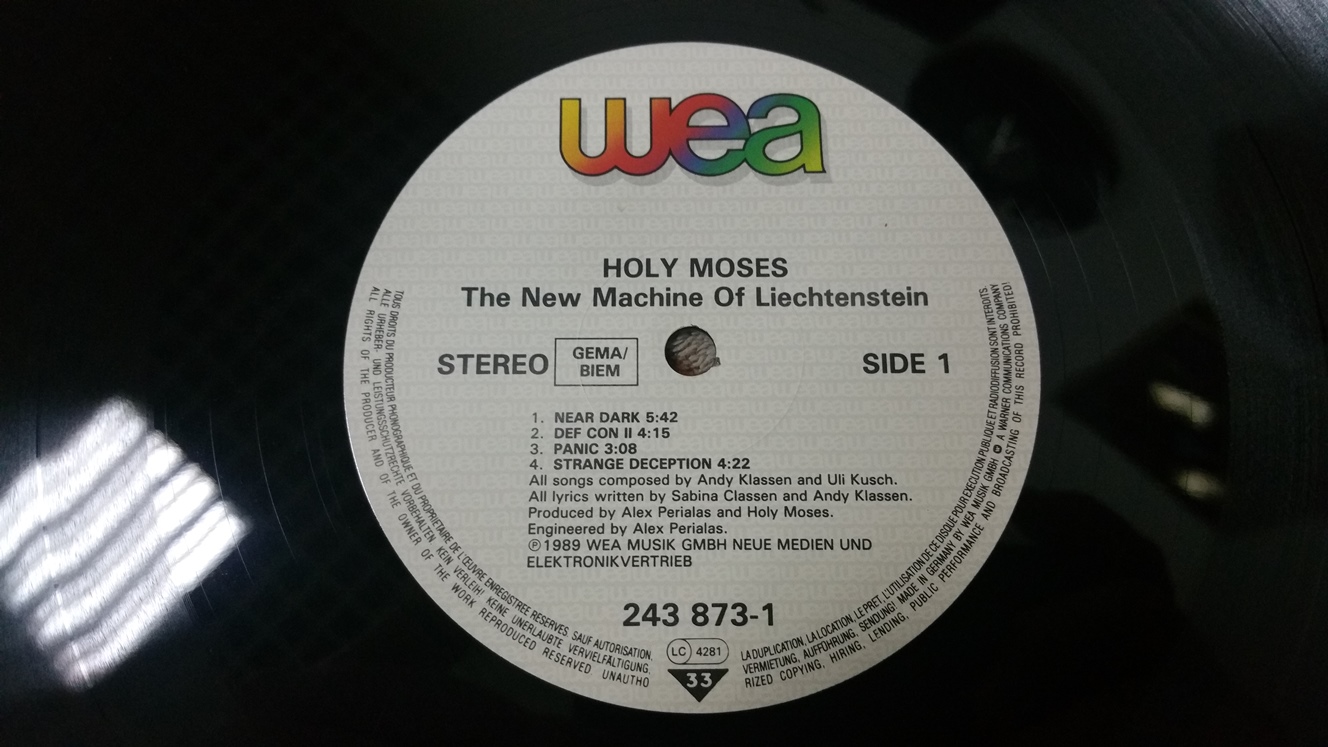 wea
HOLY MOSES
The New Machine Of Liechtenstein
STEREO GEMA/ BIEM SIDE 1
1. NEAR DARK 5:42
2. DEF CON II 4:15
3. PANIC 3:08
4. STRANGE DECEPTION 4:22
All songs composed by Andy Klassen and Uli Kusch.
All lyrics written by Sabina Classen and Andy Klassen.
Produced by Alex Perialas and Holy Moses.
Engineered by Alex Perialas.
℗1989 WEA MUSIK GMBH NEUE MEDIEN UND
ELEKTRONIKVERTRIEB
243 873-1
LC 4281
33
TOUS DROITS DU PRODUCTEUR PHONOGRAPHIQUE ET DU PROPRIETAIRE DE L'ŒUVRE ENREGISTREE RESERVES. SAUF AUTORISATION, LA DUPLICATION, LA LOCATION, LE PRET, L'UTILISATION DE CE DISQUE POUR EXECUTION PUBLIQUE ET RADIODIFFUSION SONT INTERDITS.
ALLE URHEBER- UND LEISTUNGSSCHUTZRECHTE VORBEHALTEN. KEIN VERLEIH! KEINE UNERLAUBTE VERVIELFÄLTIGUNG, VERMIETUNG, AUFFÜHRUNG, SENDUNG! MADE IN GERMANY BY WEA MUSIK GMBH A WARNER COMMUNICATIONS COMPANY
ALL RIGHTS OF THE PRODUCER AND OF THE OWNER OF THE WORK REPRODUCED RESERVED UNAUTHO RIZED COPYING, HIRING, LENDING, PUBLIC PERFORMANCE AND BROADCASTING OF THIS RECORD PROHIBITED!